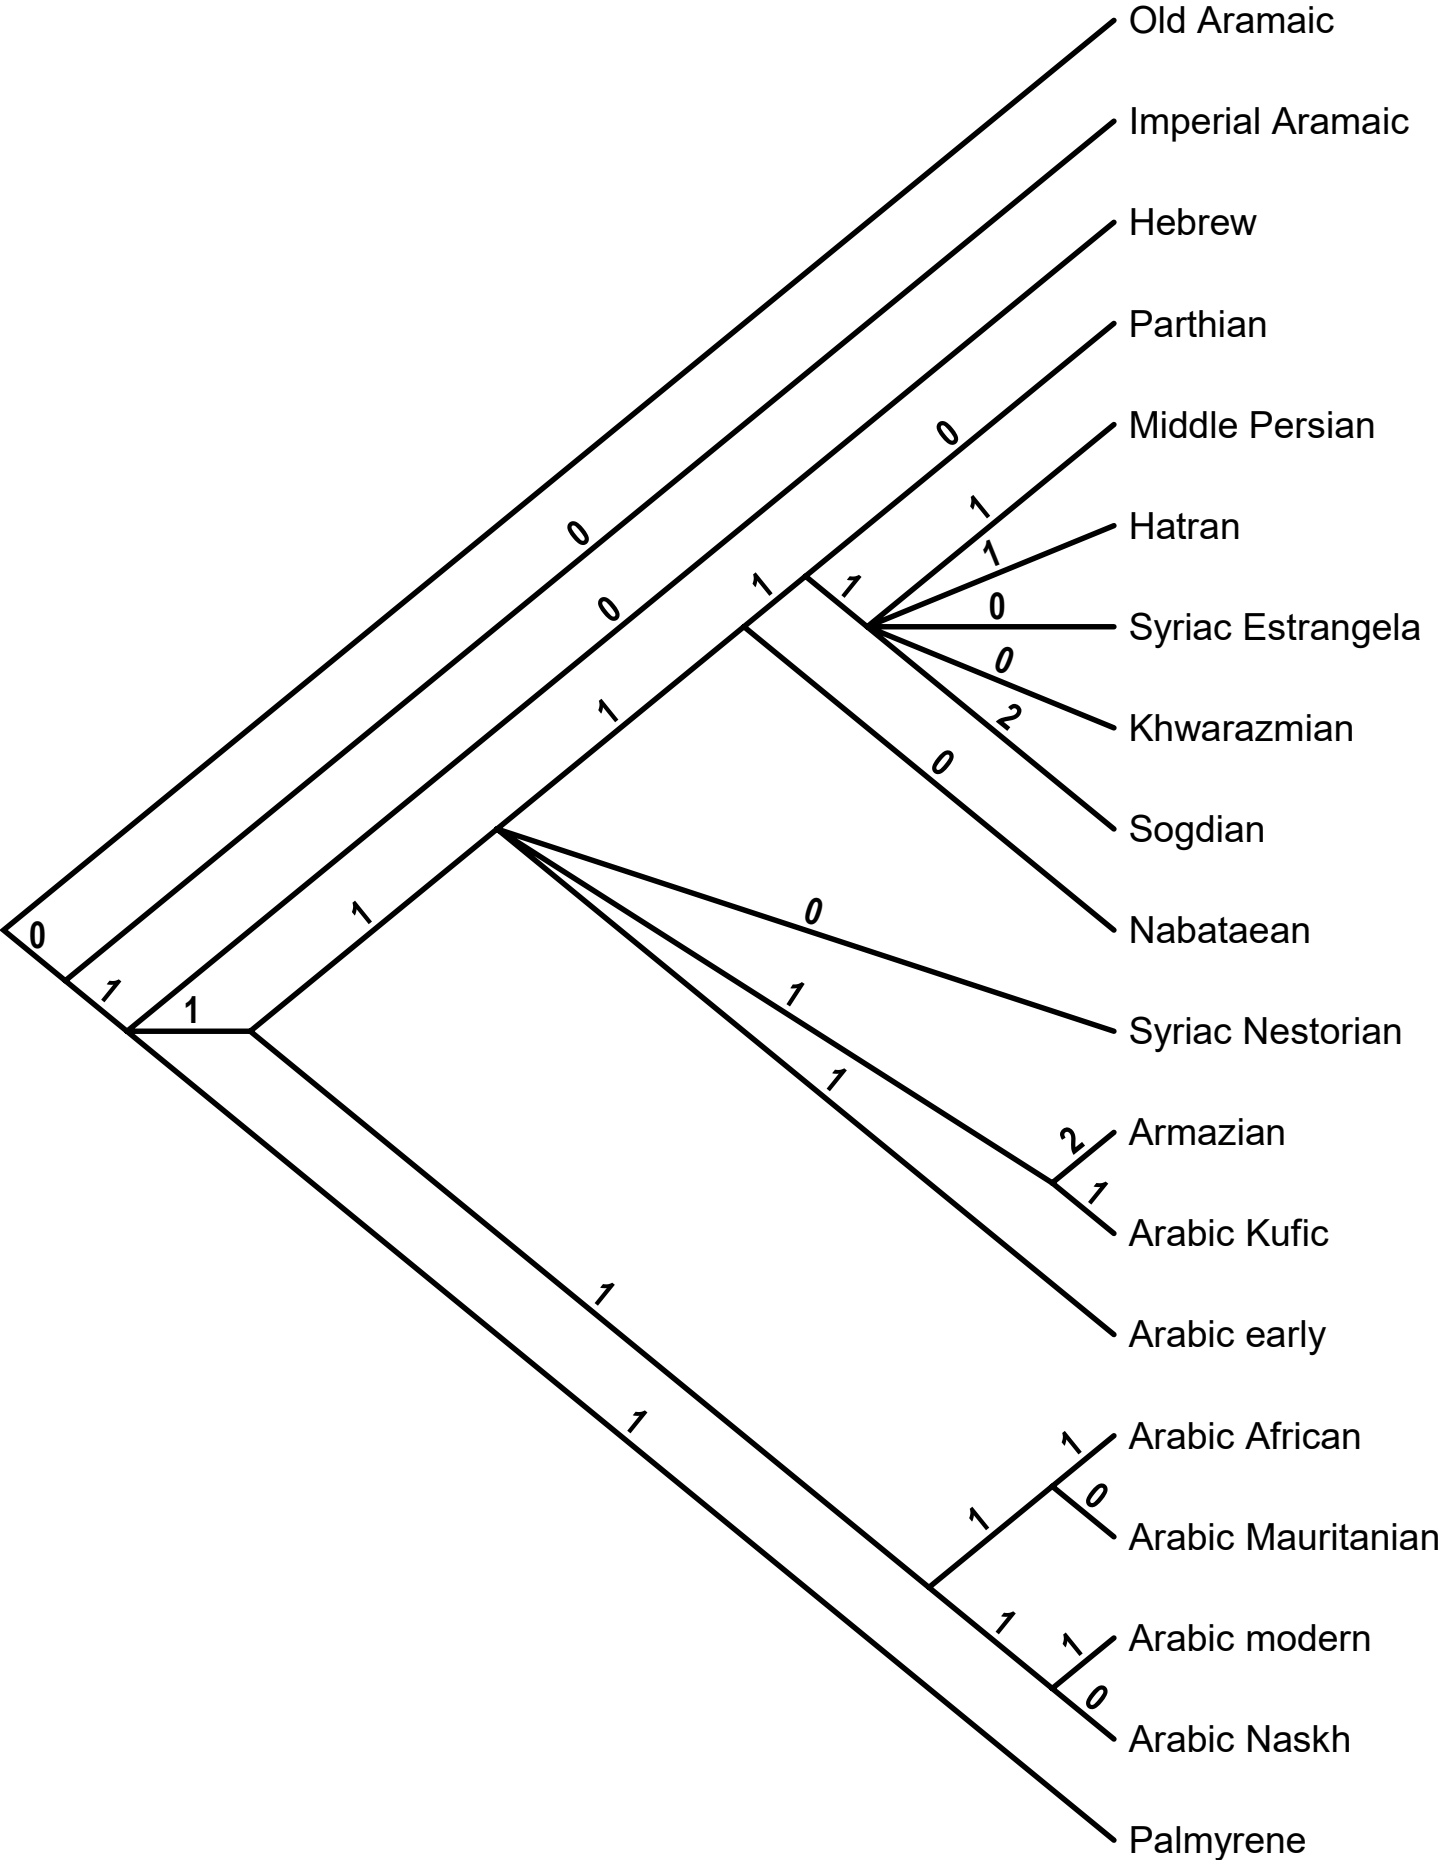 Old Aramaic
Imperial Aramaic
Hebrew
Parthian
0
Middle Persian
1
Hatran
0
1
1
1
0
Syriac Estrangela
0
0
Khwarazmian
1
2
0
Sogdian
1
0
0
Nabataean
1
1
1
Syriac Nestorian
1
2
Armazian
1
Arabic Kufic
1
Arabic early
1
1
Arabic African
0
1
Arabic Mauritanian
1
1
Arabic modern
0
Arabic Naskh
Palmyrene